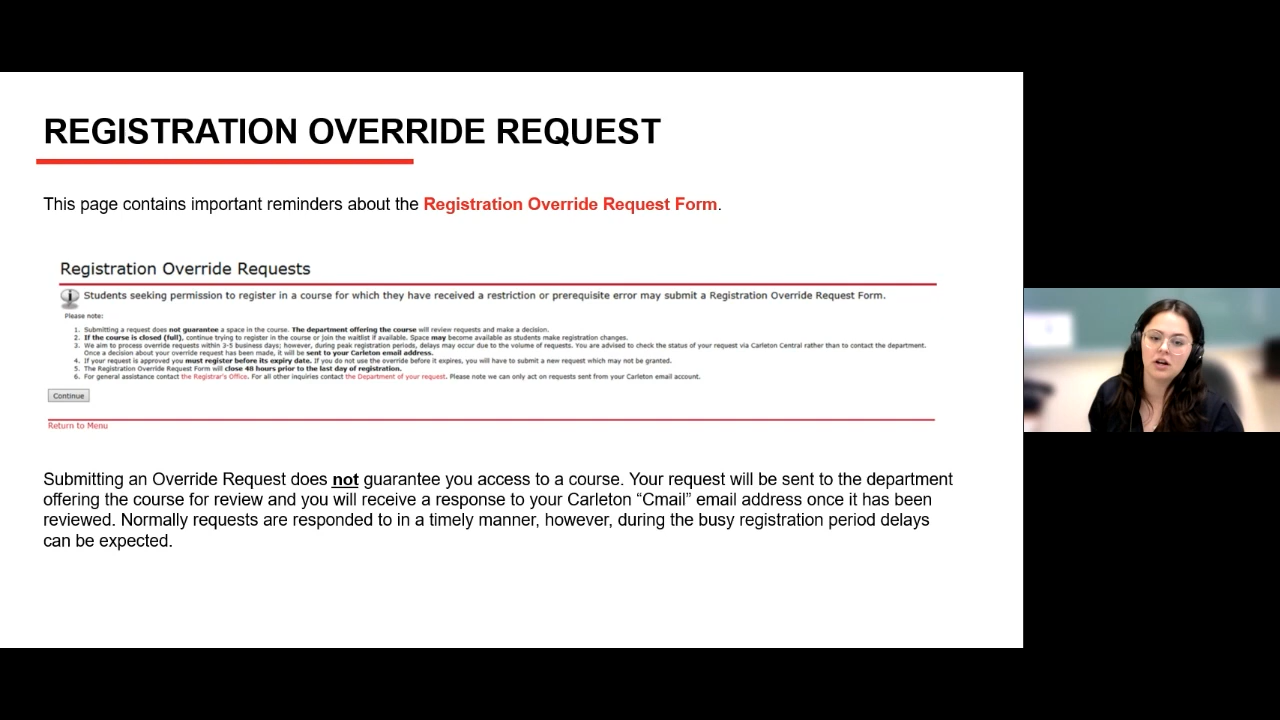 REGISTRATION OVERRIDE REQUEST
This page contains important reminders about the Registration Override Request Form.
Registration Override Requests
Students seeking permission to register in a course for which they have received a restriction or prerequisite error may submit a Registration Override Request Form.
Please note:
1. Submitting a request does not guarantee a space in the course. The department offering the course will review requests and make a decision.
2. If the course is closed (full), continue trying to register in the course or join the waitlist if available. Space may become available as students make registration changes.
3. We aim to process override requests within 3-5 business days; however, during peak registration periods, delays may occur due to the volume of requests. You are advised to check the status of your request via Carleton Central rather than to contact the department.
Once a decision about your override request has been made, it will be sent to your Carleton email address.
4. If your request is approved you must register before its expiry date. If you do not use the override before it expires, you will have to submit a new request which may not be granted.
5. The Registration Override Request Form will close 48 hours prior to the last day of registration.
6. For general assistance contact the Registrar's Office. For all other inquiries contact the Department of your request. Please note we can only act on requests sent from your Carleton email account.
Continue
Return to Menu
Submitting an Override Request does not guarantee you access to a course. Your request will be sent to the department
offering the course for review and you will receive a response to your Carleton “Cmail” email address once it has been
reviewed. Normally requests are responded to in a timely manner, however, during the busy registration period delays
can be expected.